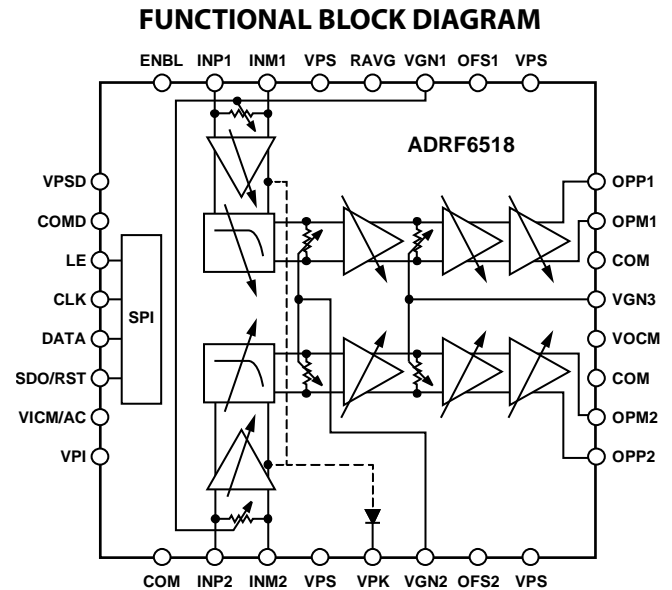 FUNCTIONAL BLOCK DIAGRAM
ENBL INP1 INM1 VPS RAVG VGN1 OFS1 VPS
ADRF6518
VPSD
COMD
LE
CLK
DATA
SDO/RST
VICM/AC
VPI
SPI
OPP1
OPM1
COM
VGN3
VOCM
COM
OPM2
OPP2
COM INP2 INM2 VPS VPK VGN2 OFS2 VPS